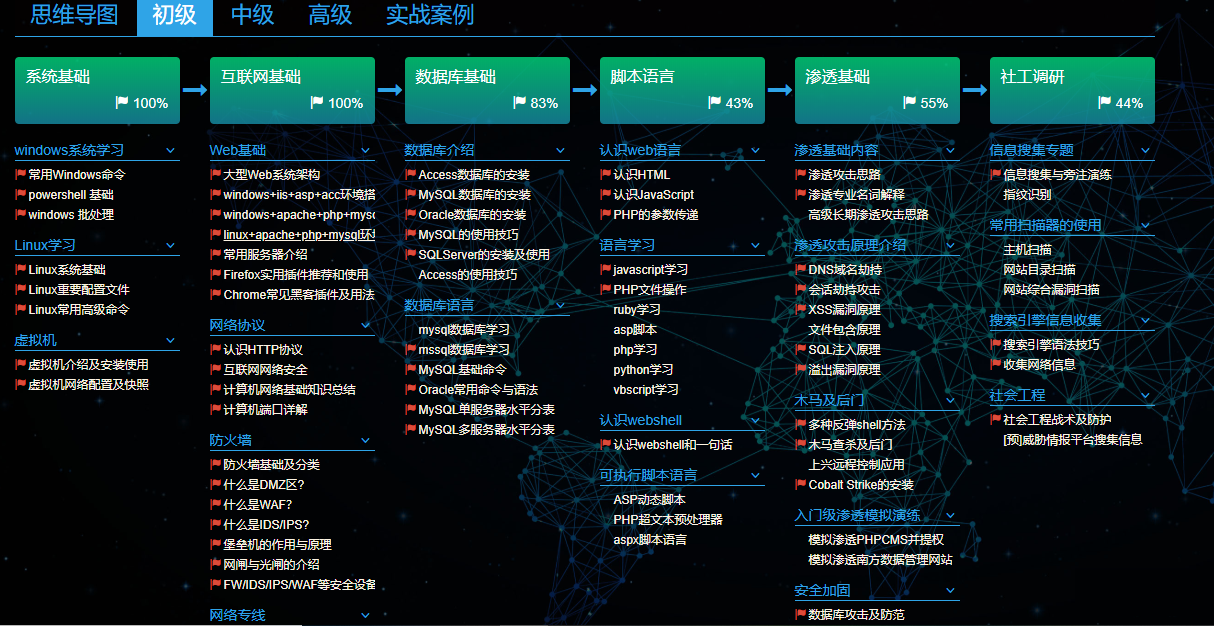 思维导图 初级 中级 高级 实战案例
系统基础
100%
windows系统学习
常用Windows命令
powershell 基础
windows 批处理
Linux学习
Linux系统基础
Linux重要配置文件
Linux常用高级命令
虚拟机
虚拟机介绍及安装使用
虚拟机网络配置及快照
互联网基础
100%
Web基础
大型Web系统架构
windows+iis+asp+acc环境搭
windows+apache+php+mysc
linux+apache+php+mysql环
常用服务器介绍
Firefox实用插件推荐和使用
Chrome常见黑客插件及用法
网络协议
认识HTTP协议
互联网网络安全
计算机网络基础知识总结
计算机端口详解
防火墙
防火墙基础及分类
什么是DMZ区?
什么是WAF?
什么是IDS/IPS?
堡垒机的作用与原理
网闸与光闸的介绍
FW/IDS/IPS/WAF等安全设备
网络专线
数据库基础
83%
数据库介绍
Access数据库的安装
MySQL数据库的安装
Oracle数据库的安装
MySQL的使用技巧
SQLServer的安装及使用
Access的使用技巧
数据库语言
mysql数据库学习
mssql数据库学习
MySQL基础命令
Oracle常用命令与语法
MySQL单服务器水平分表
MySQL多服务器水平分表
脚本语言
43%
认识web语言
认识HTML
认识JavaScript
PHP的参数传递
语言学习
javascript学习
PHP文件操作
ruby学习
asp脚本
php学习
python学习
vbscript学习
认识webshell
认识webshell和一句话
可执行脚本语言
ASP动态脚本
PHP超文本预处理器
aspx脚本语言
渗透基础
55%
渗透基础内容
渗透攻击思路
渗透专业名词解释
高级长期渗透攻击思路
渗透攻击原理介绍
DNS域名劫持
会话劫持攻击
XSS漏洞原理
文件包含原理
SQL注入原理
溢出漏洞原理
木马及后门
多种反弹shell方法
木马查杀及后门
上兴远程控制应用
Cobalt Strike的安装
入门级渗透模拟演练
模拟渗透PHPCMS并提权
模拟渗透南方数据管理网站
安全加固
数据库攻击及防范
社工调研
44%
信息搜集专题
信息搜集与旁注演练
指纹识别
常用扫描器的使用
主机扫描
网站目录扫描
网站综合漏洞扫描
搜索引擎信息收集
搜索引擎语法技巧
收集网络信息
社会工程
社会工程战术及防护
[预]威胁情报平台搜集信息